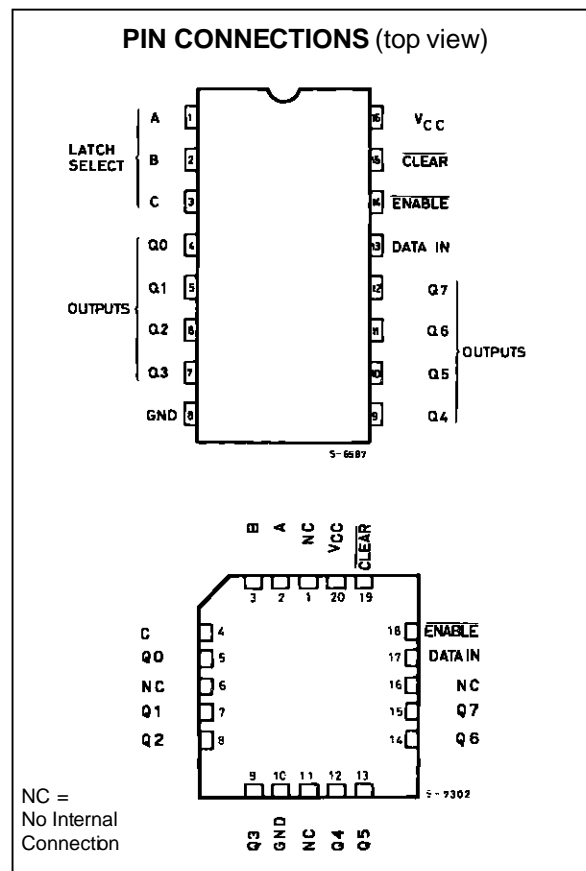 PIN CONNECTIONS (top view)
A 1 16 VCC
LATCH SELECT
B 2 15 CLEAR
C 3 14 ENABLE
Q0 4 13 DATA IN
Q1 5 12 Q7
OUTPUTS
Q2 6 11 Q6
OUTPUTS
Q3 7 10 Q5
GND 8 9 Q4
S-6587
B A NC VCC CLEAR
3 2 1 20 19
C 4 18 ENABLE
Q0 5 17 DATA IN
NC 6 16 NC
Q1 7 15 Q7
Q2 8 14 Q6
9 10 11 12 13
S-7302
Q3 GND NC Q4 Q5
NC =
No Internal
Connection